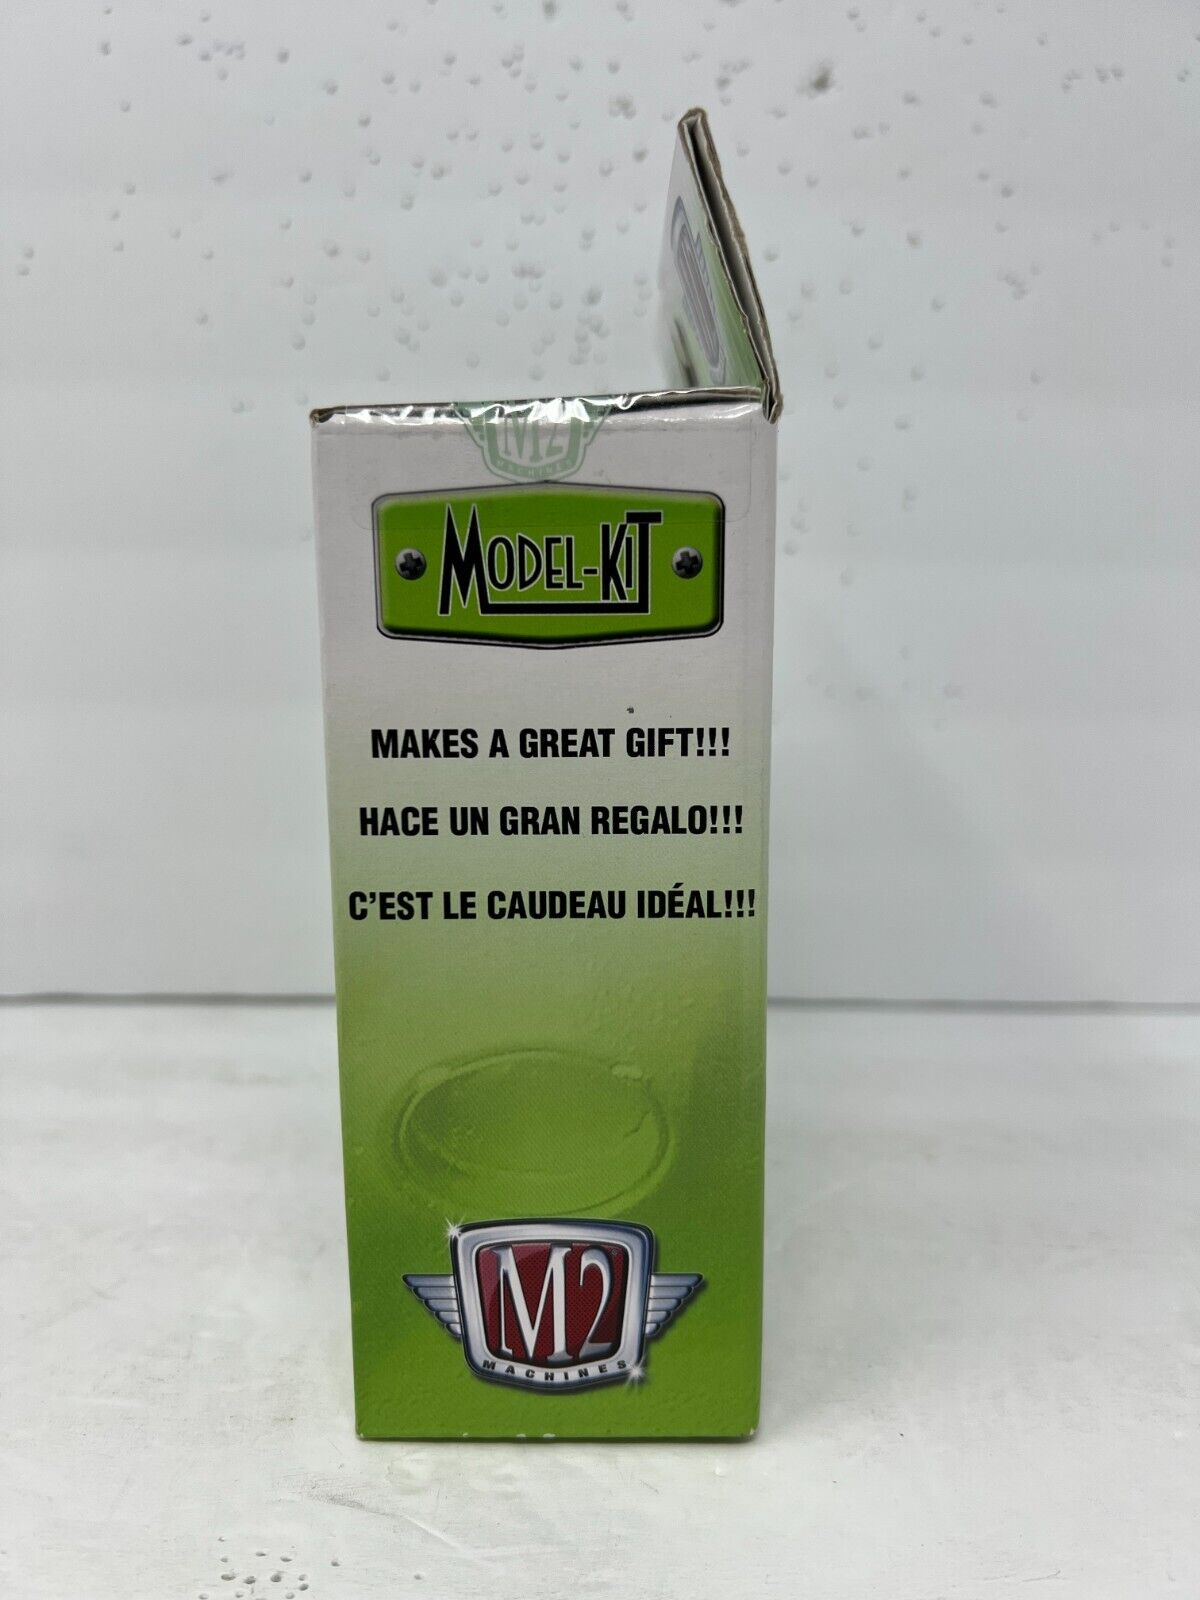 M2
MACHINES
MODEL-KIT
MAKES A GREAT GIFT!!!
HACE UN GRAN REGALO!!!
C'EST LE CAUDEAU IDÉAL!!!
M2
MACHINES